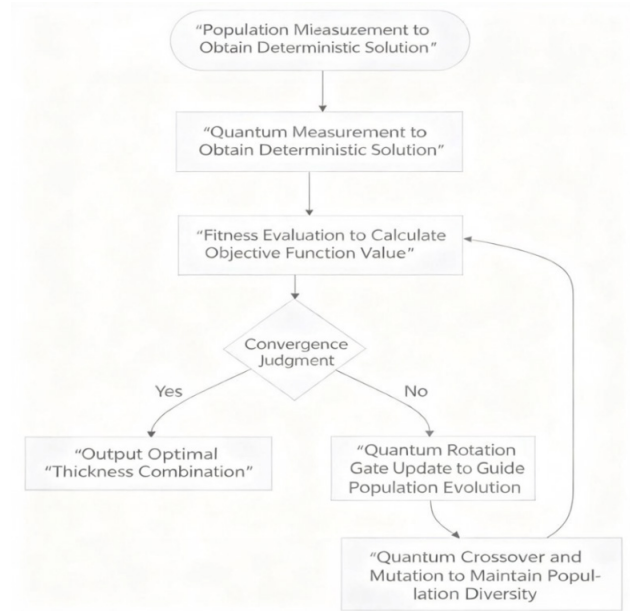 "Population Measuzement to
Obtain Deterministic Solution"
"Quantum Measurement to
Obtain Deterministic Solution"
"Fitness Evaluation to Calculate
Objective Function Value"
Convergence
Judgment
Yes
No
"Output Optimal
"Thickness Combination"
"Quantum Rotation
Gate Update to Guide
Population Evolution
"Quantum Crossover and
Mutation to Maintain Popul-
lation Diversity